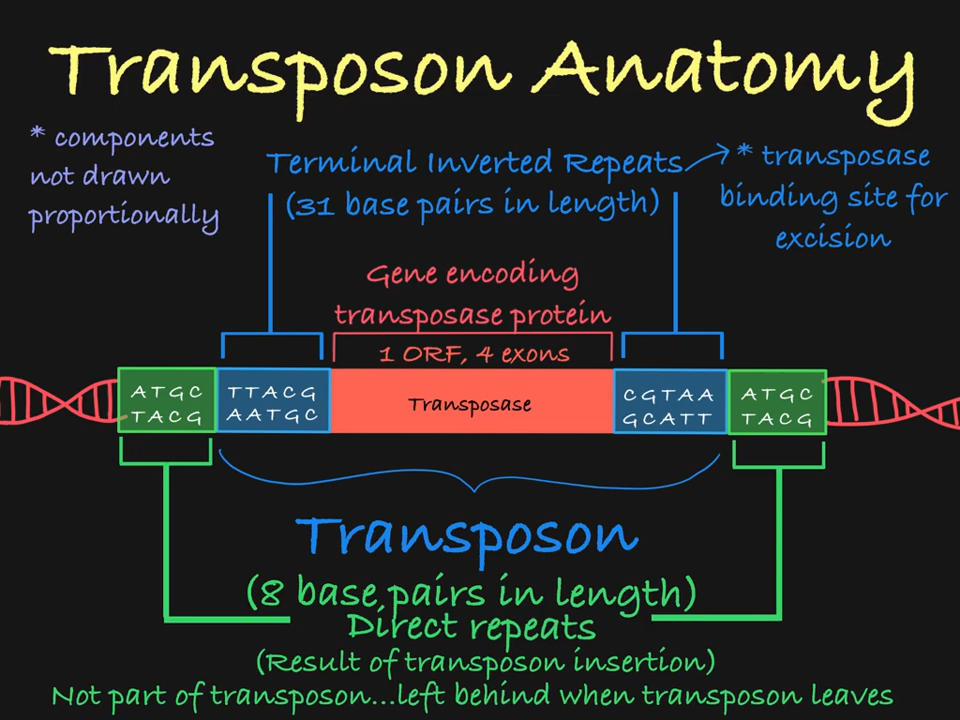 Transposon Anatomy
* components
not drawn
proportionally
Terminal Inverted Repeats
(31 base pairs in length)
* transposase
binding site for
excision
Gene encoding
transposase protein
1 ORF, 4 exons
ATGC
TACG
TTACG
AATGC
Transposase
CGTAA
GCATT
ATGC
TACG
Transposon
(8 base pairs in length)
Direct repeats
(Result of transposon insertion)
Not part of transposon...left behind when transposon leaves